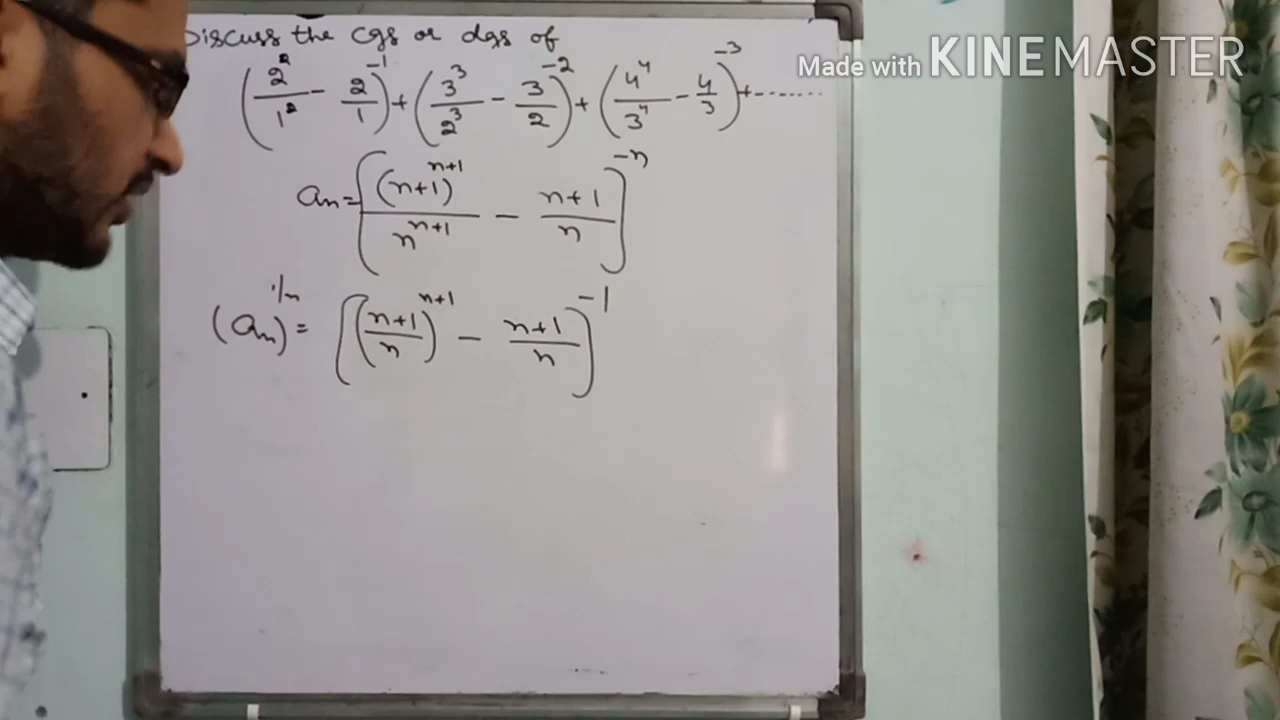 Discuss the cgs or dgs of
Made with KINEMASTER
(2²/1² - 2/1)⁻¹ + (3³/2³ - 3/2)⁻² + (4⁴/3⁴ - 4/3)⁻³ + ........
aₙ = [(n+1)ⁿ⁺¹/nⁿ⁺¹ - n+1/n]⁻ⁿ
(aₙ)^1/n = [(n+1/n)ⁿ⁺¹ - n+1/n]⁻¹